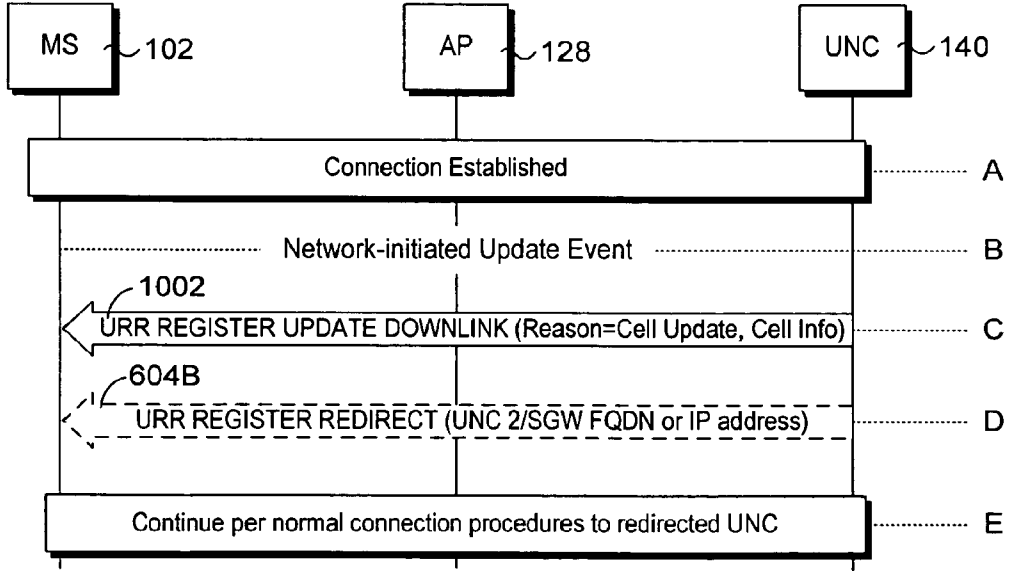 MS
102
AP
128
UNC
140
Connection Established
A
Network-initiated Update Event
B
1002
URR REGISTER UPDATE DOWNLINK (Reason=Cell Update, Cell Info)
C
604B
URR REGISTER REDIRECT (UNC 2/SGW FQDN or IP address)
D
Continue per normal connection procedures to redirected UNC
E